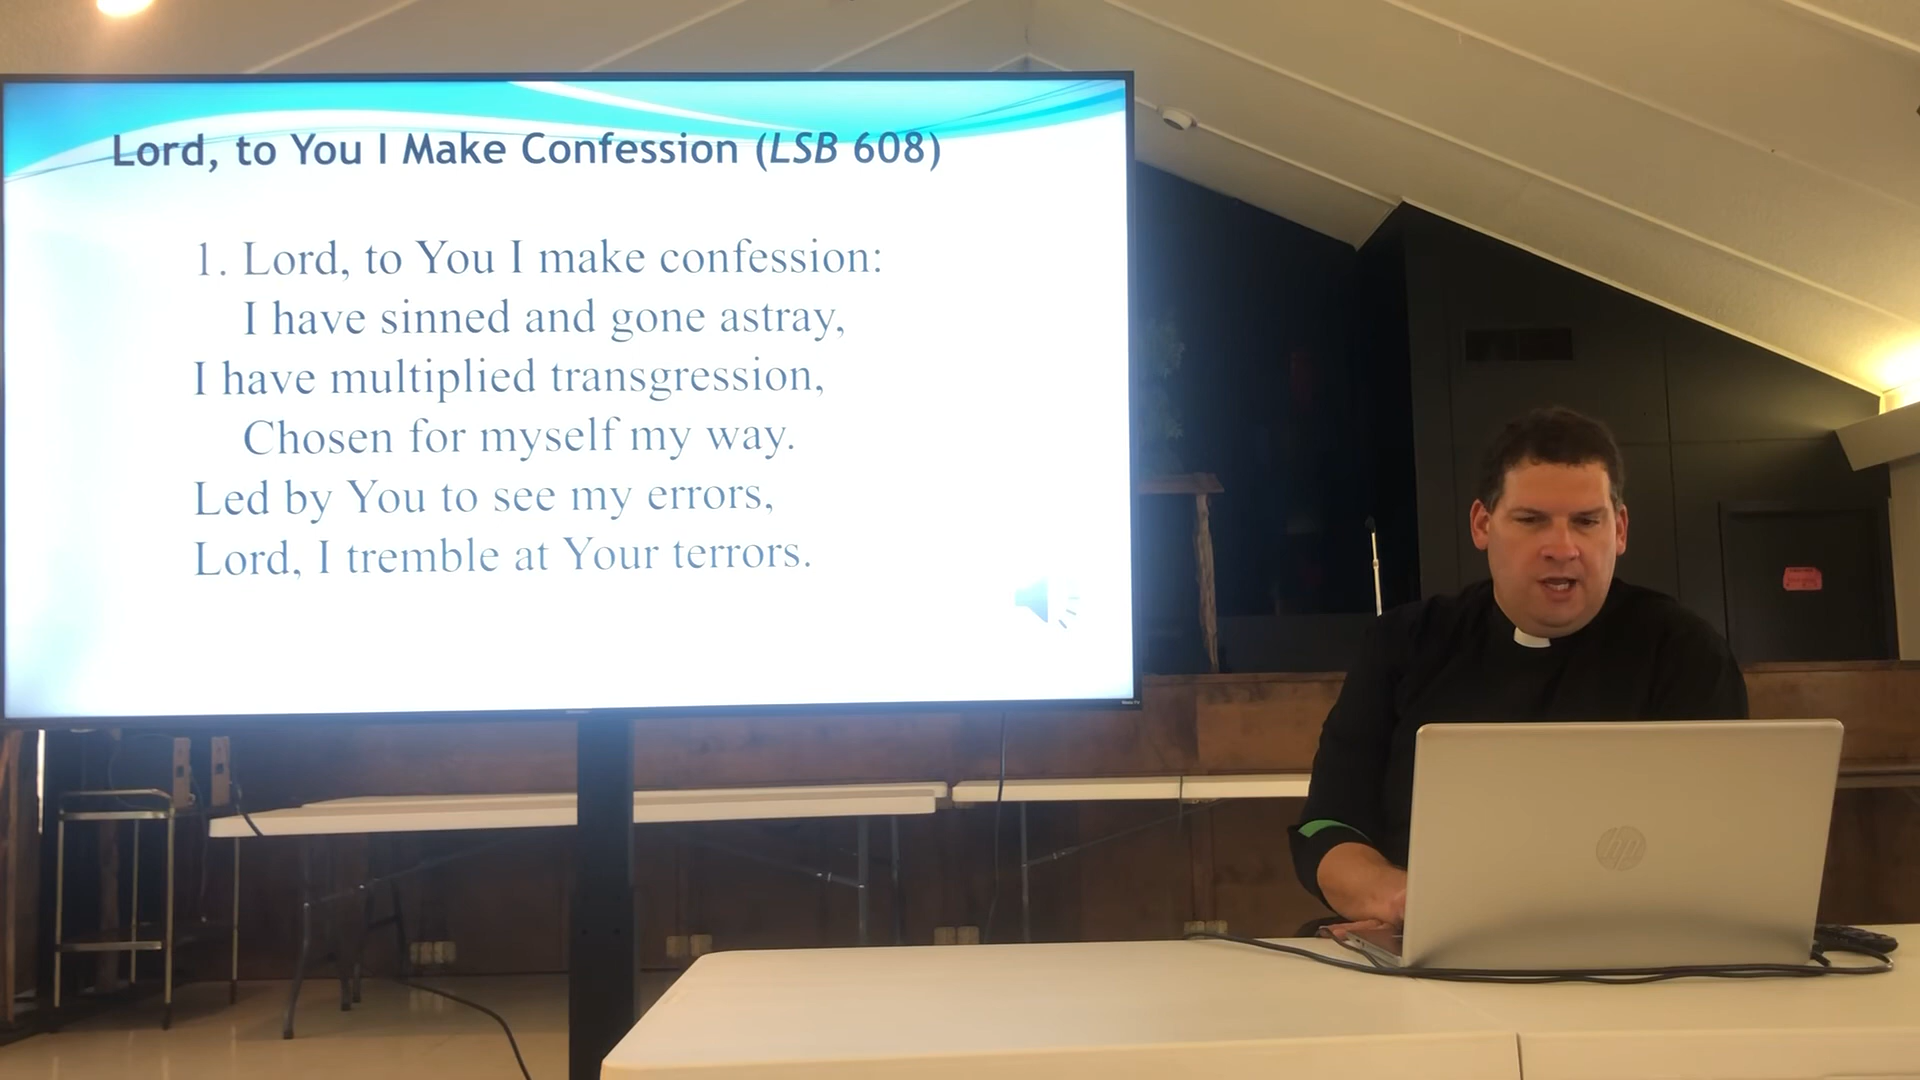 Lord, to You I Make Confession (LSB 608)
1. Lord, to You I make confession:
I have sinned and gone astray,
I have multiplied transgression,
Chosen for myself my way.
Led by You to see my errors,
Lord, I tremble at Your terrors.
hp